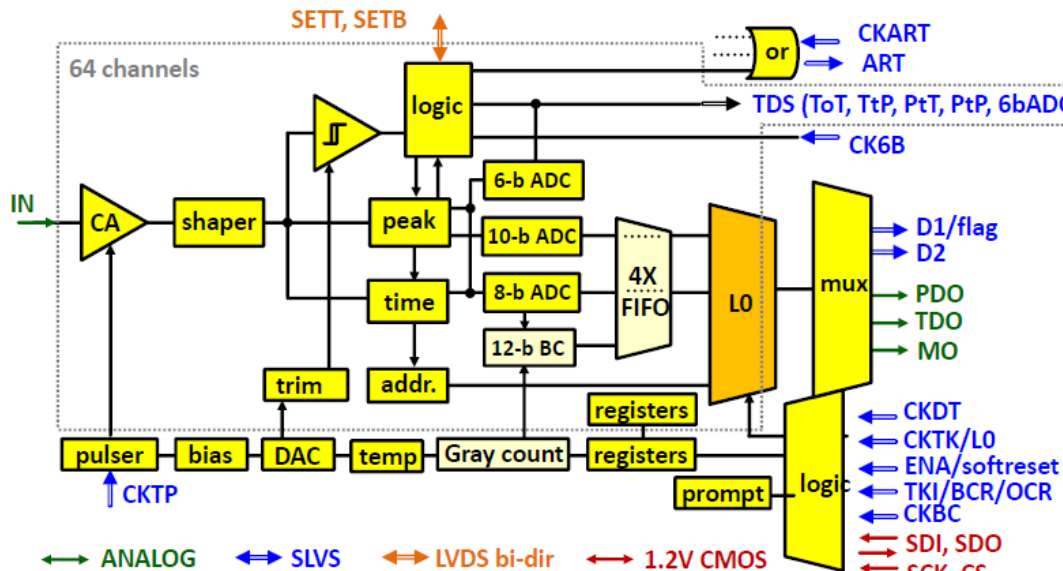 SETT, SETB
64 channels
or
CKART
ART
logic
TDS (ToT, TtP, PtT, PtP, 6bADC
CK6B
6-b ADC
IN
CA
shaper
peak
10-b ADC
D1/flag
D2
4X
FIFO
L0
mux
time
8-b ADC
PDO
TDO
12-b BC
MO
trim
addr.
registers
CKDT
pulser
bias
DAC
temp
Gray count
registers
CKTK/L0
ENA/softreset
prompt
logic
TKI/BCR/OCR
CKTP
CKBC
ANALOG
SLVS
LVDS bi-dir
1.2V CMOS
SDI, SDO
SCK, CS